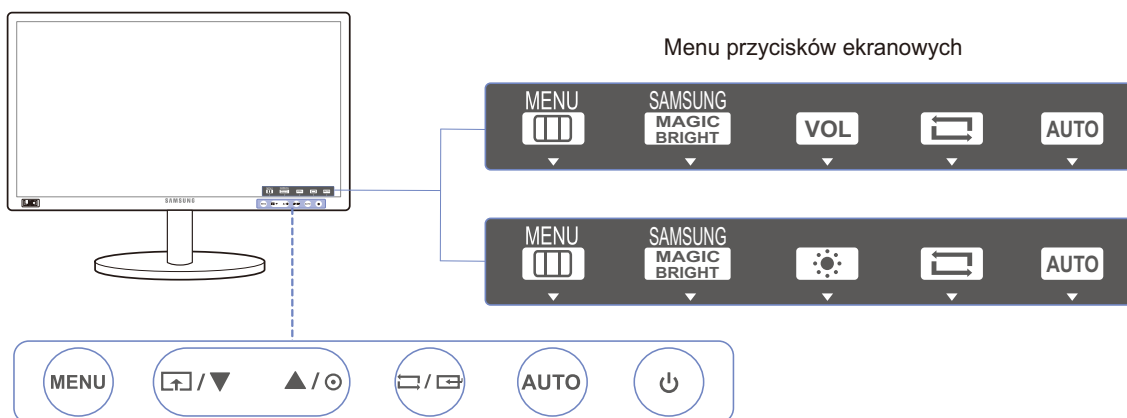 Menu przycisków ekranowych
MENU
SAMSUNG
MAGIC
BRIGHT
VOL
AUTO
SAMSUNG
MENU
SAMSUNG
MAGIC
BRIGHT
AUTO
MENU
/
/
/
AUTO